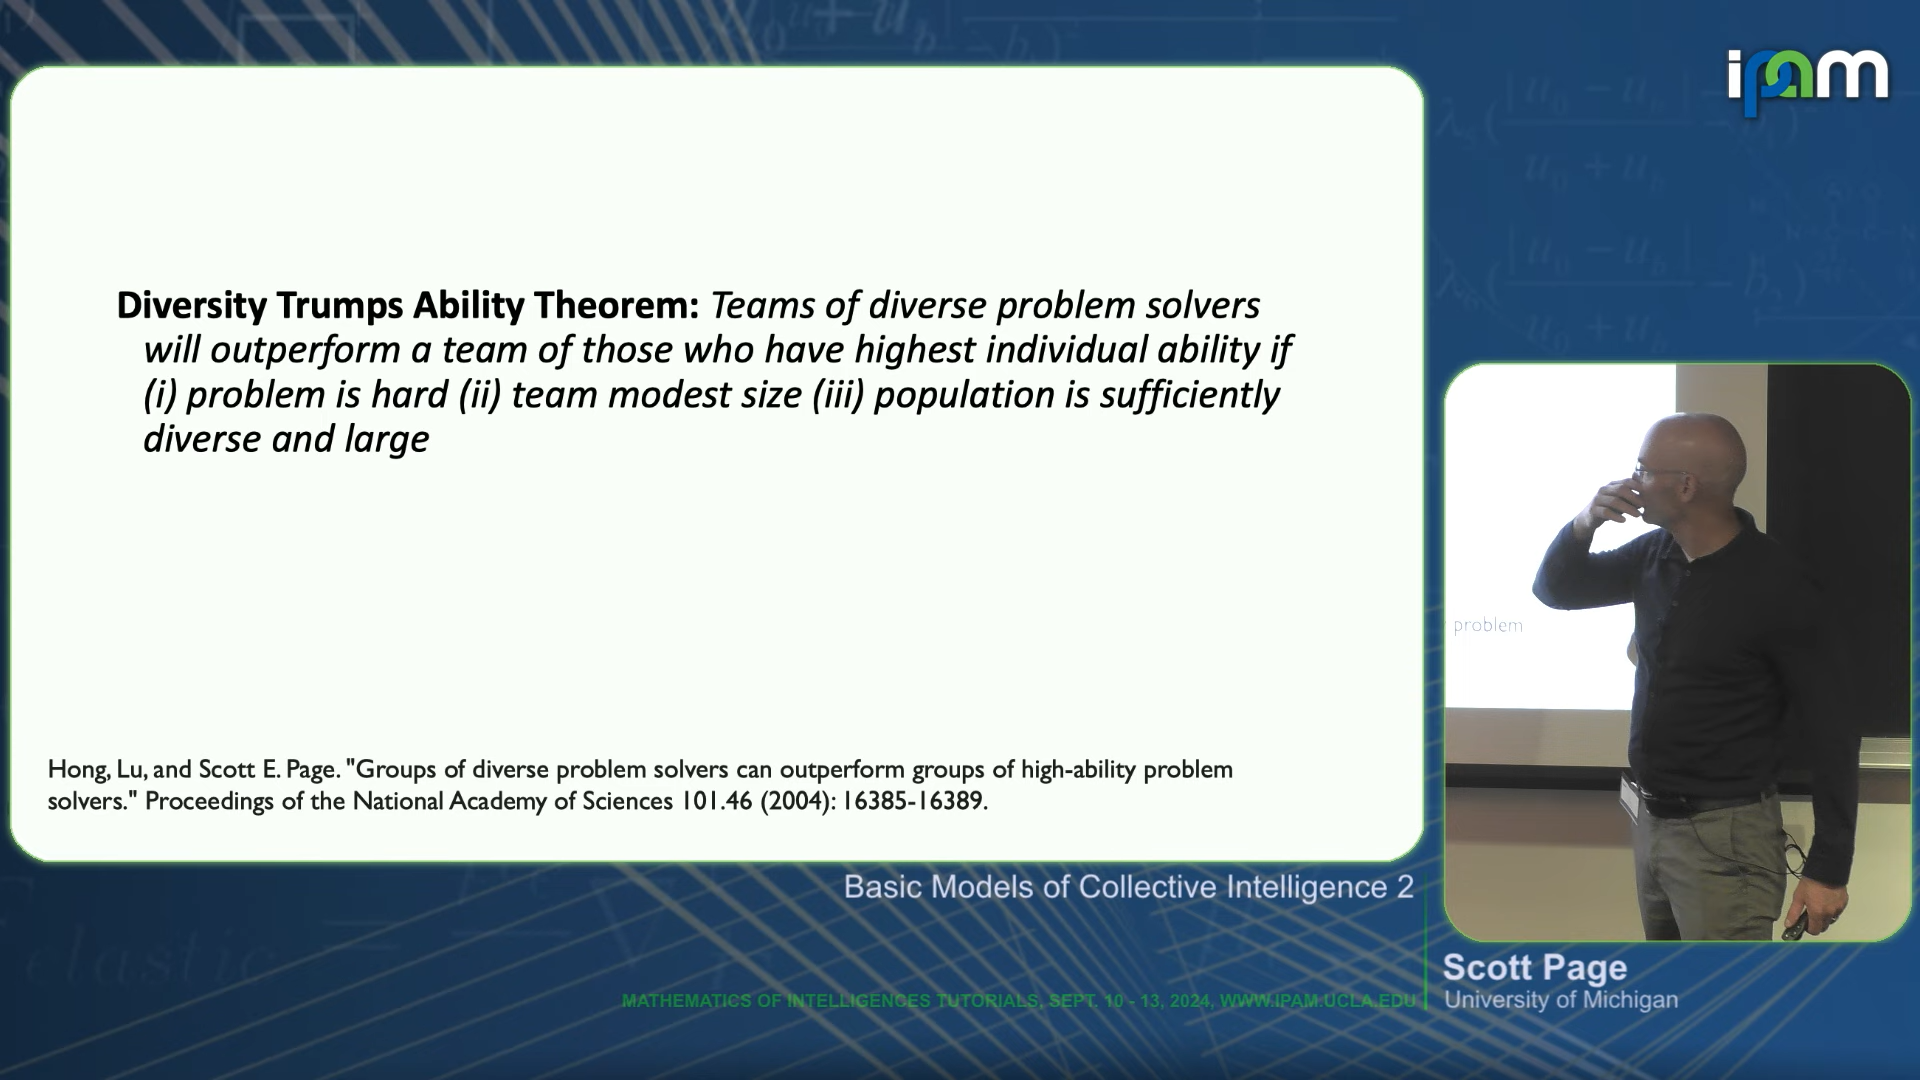 ipam
Diversity Trumps Ability Theorem: Teams of diverse problem solvers
will outperform a team of those who have highest individual ability if
(i) problem is hard (ii) team modest size (iii) population is sufficiently
diverse and large
problem
Hong, Lu, and Scott E. Page. "Groups of diverse problem solvers can outperform groups of high-ability problem
solvers." Proceedings of the National Academy of Sciences 101.46 (2004): 16385-16389.
Basic Models of Collective Intelligence 2
Scott Page
University of Michigan
MATHEMATICS OF INTELLIGENCES TUTORIALS, SEPT. 10 - 13, 2024, WWW.IPAM.UCLA.EDU
elastic